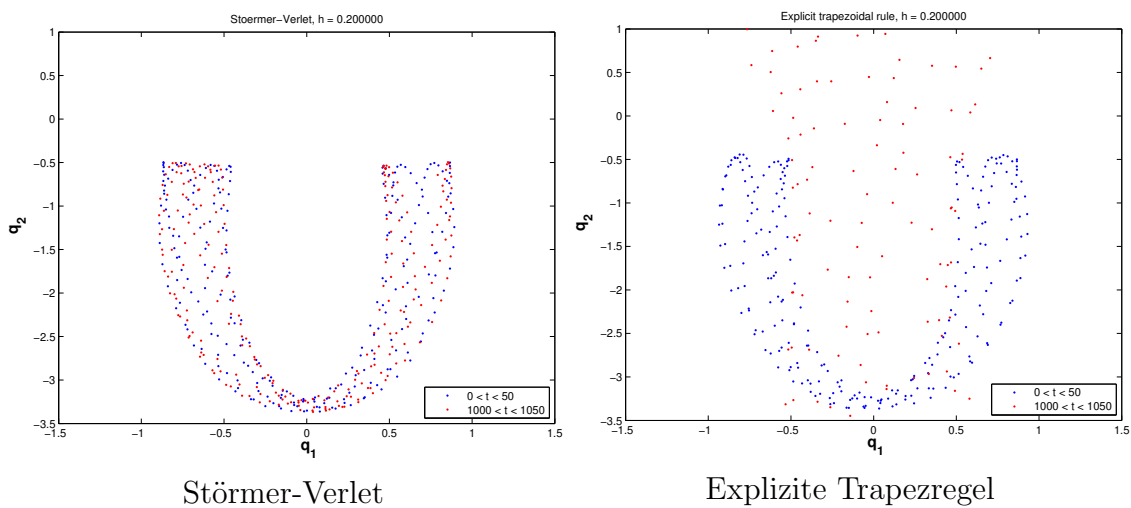 Stoermer−Verlet, h = 0.200000
1
0.5
0
−0.5
−1
−1.5
−2
−2.5
−3
−3.5
q2
−1.5 −1 −0.5 0 0.5 1 1.5
q1
0 < t < 50
1000 < t < 1050
Störmer-Verlet
Explicit trapezoidal rule, h = 0.200000
1
0.5
0
−0.5
−1
−1.5
−2
−2.5
−3
−3.5
q2
−1.5 −1 −0.5 0 0.5 1 1.5
q1
0 < t < 50
1000 < t < 1050
Explizite Trapezregel